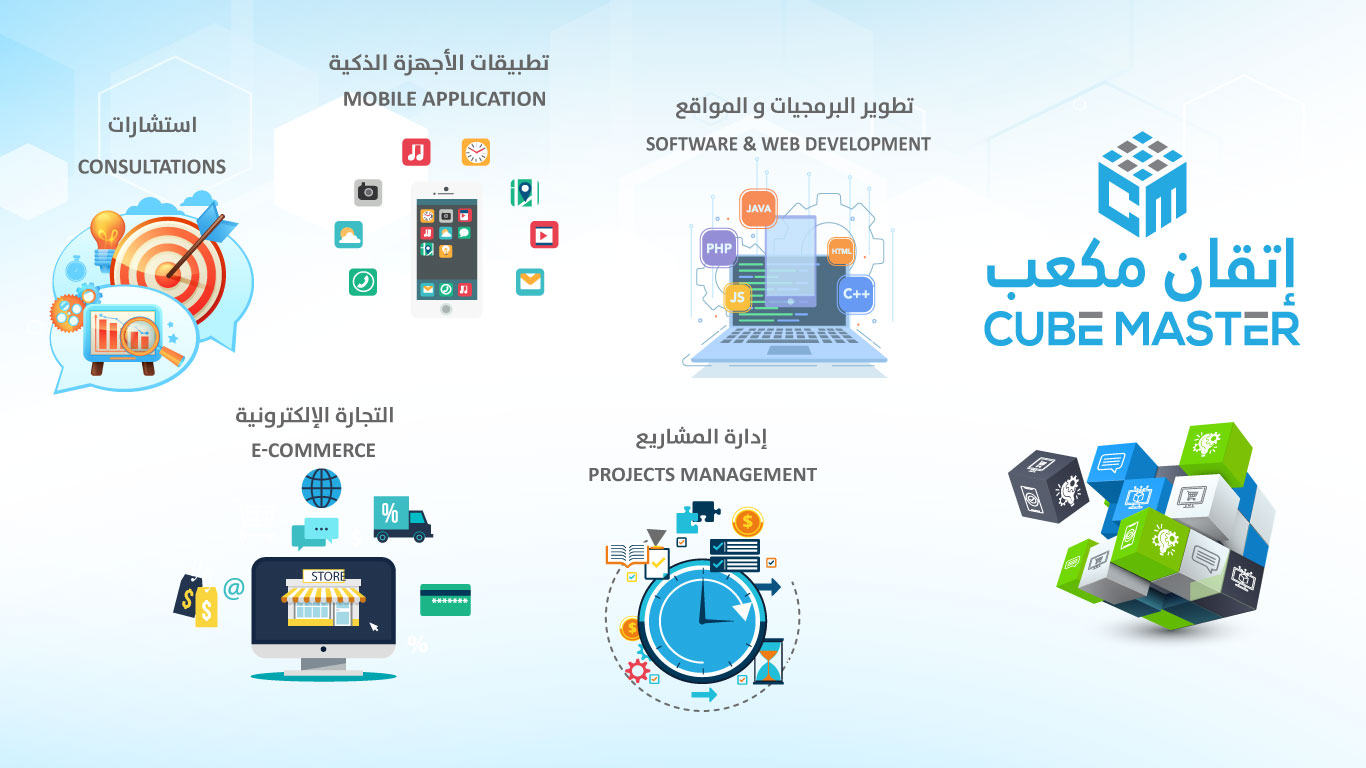 تطبيقات الأجهزة الذكية
MOBILE APPLICATION
استشارات
CONSULTATIONS
تطوير البرمجيات و المواقع
SOFTWARE & WEB DEVELOPMENT
JAVA
PHP
HTML
JS
C++
CM
إتقان مكعب
CUBE MASTER
التجارة الإلكترونية
E-COMMERCE
%
STORE
@
$
$
*******
%
إدارة المشاريع
PROJECTS MANAGEMENT
$
$